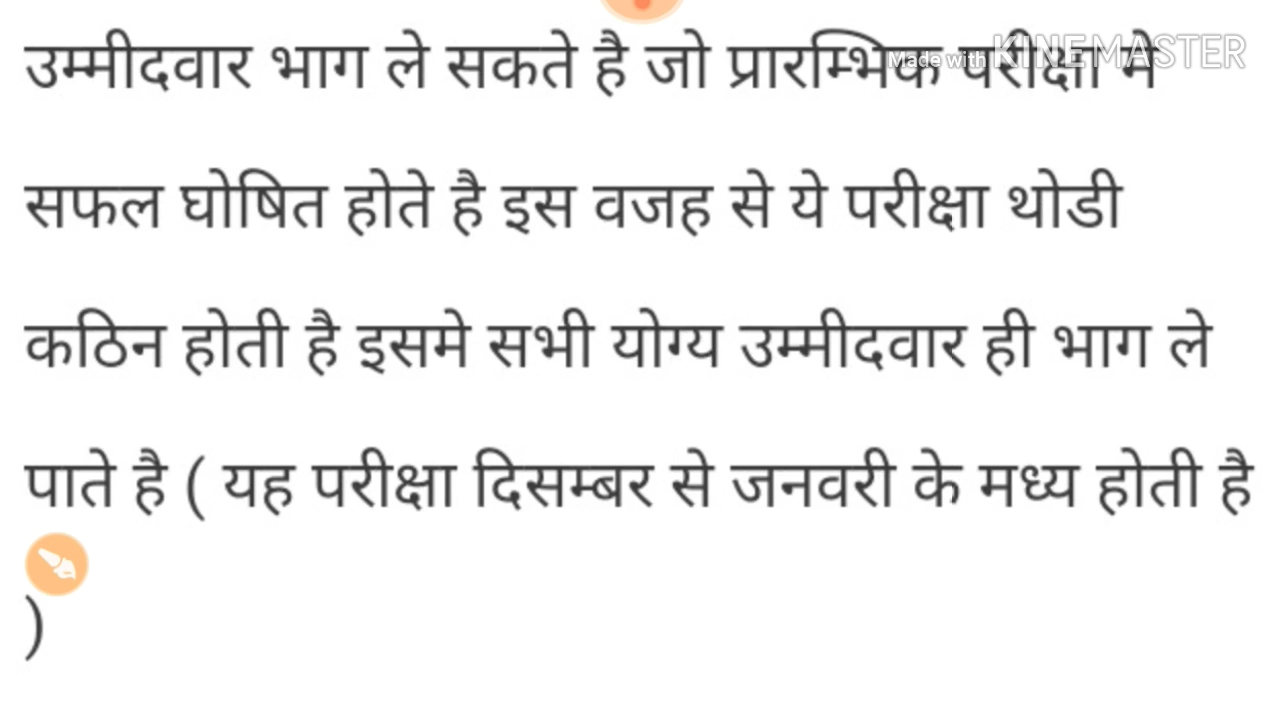 उम्मीदवार भाग ले सकते है जो प्रारम्भिक परीक्षा मे
Made with KINEMASTER
सफल घोषित होते है इस वजह से ये परीक्षा थोडी
कठिन होती है इसमे सभी योग्य उम्मीदवार ही भाग ले
पाते है ( यह परीक्षा दिसम्बर से जनवरी के मध्य होती है
)